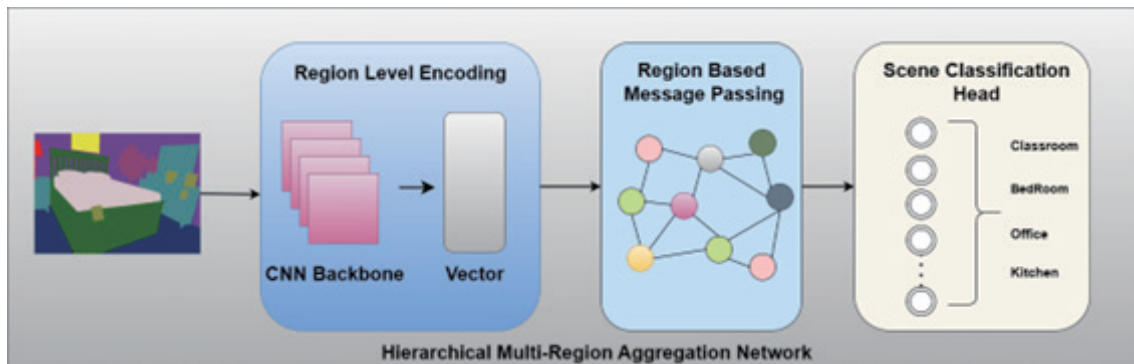 Region Level Encoding
CNN Backbone
Vector
Region Based
Message Passing
Scene Classification
Head
Classroom
BedRoom
Office
Kitchen
Hierarchical Multi-Region Aggregation Network